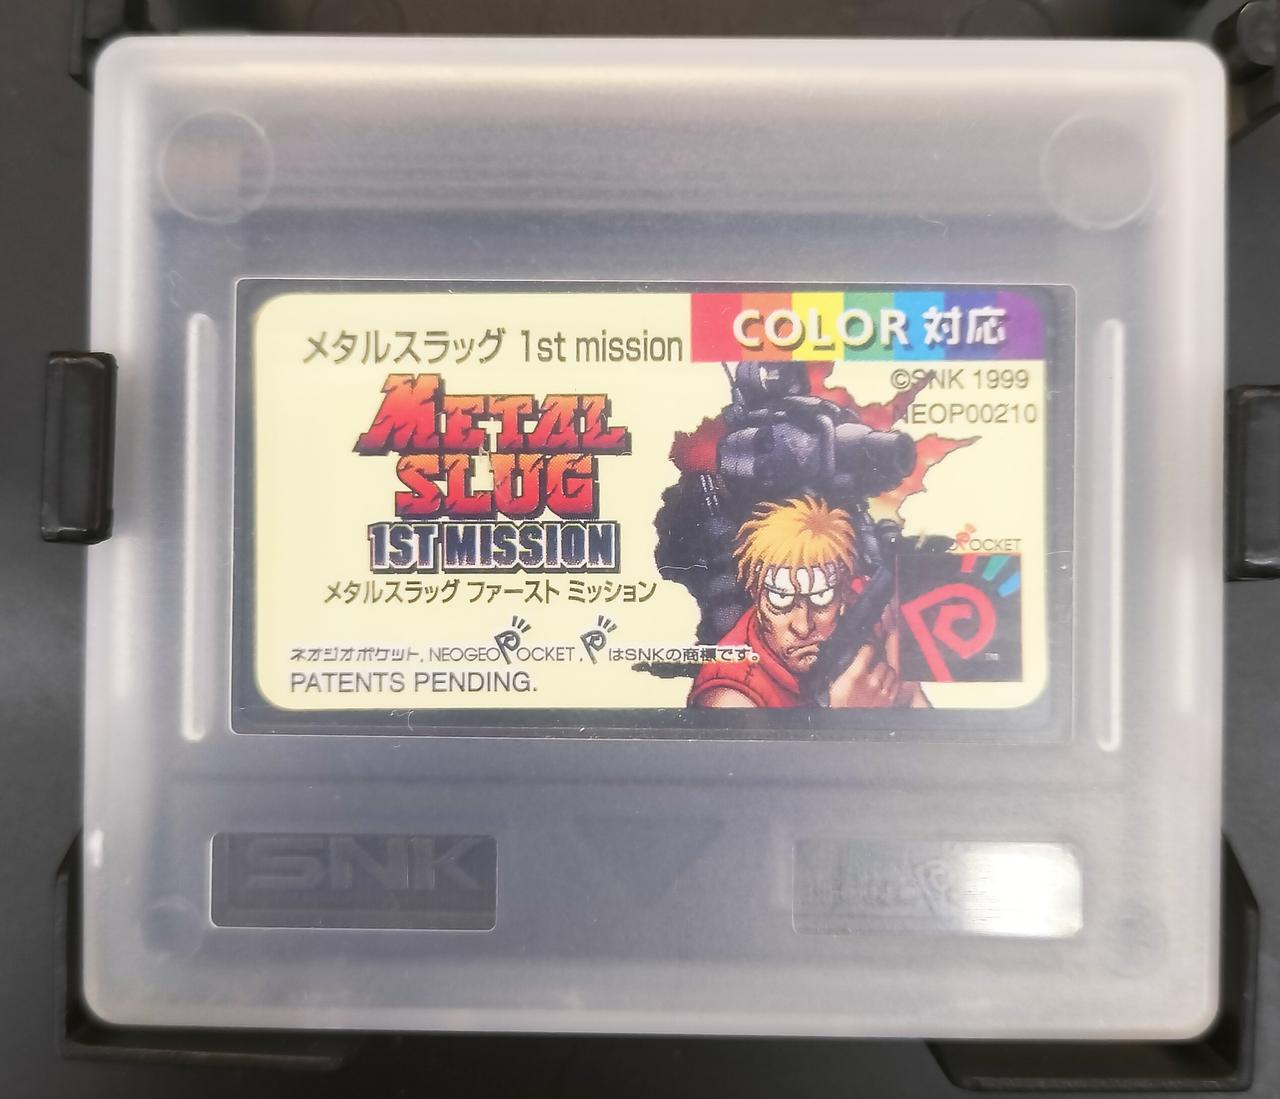 メタルスラッグ 1st mission
COLOR 対応
©SNK 1999
NEOP00210
METAL
SLUG
1ST MISSION
メタルスラッグ ファースト ミッション
POCKET
ネオジオポケット, NEOGEO POCKET, はSNKの商標です。
PATENTS PENDING.
TM
SNK